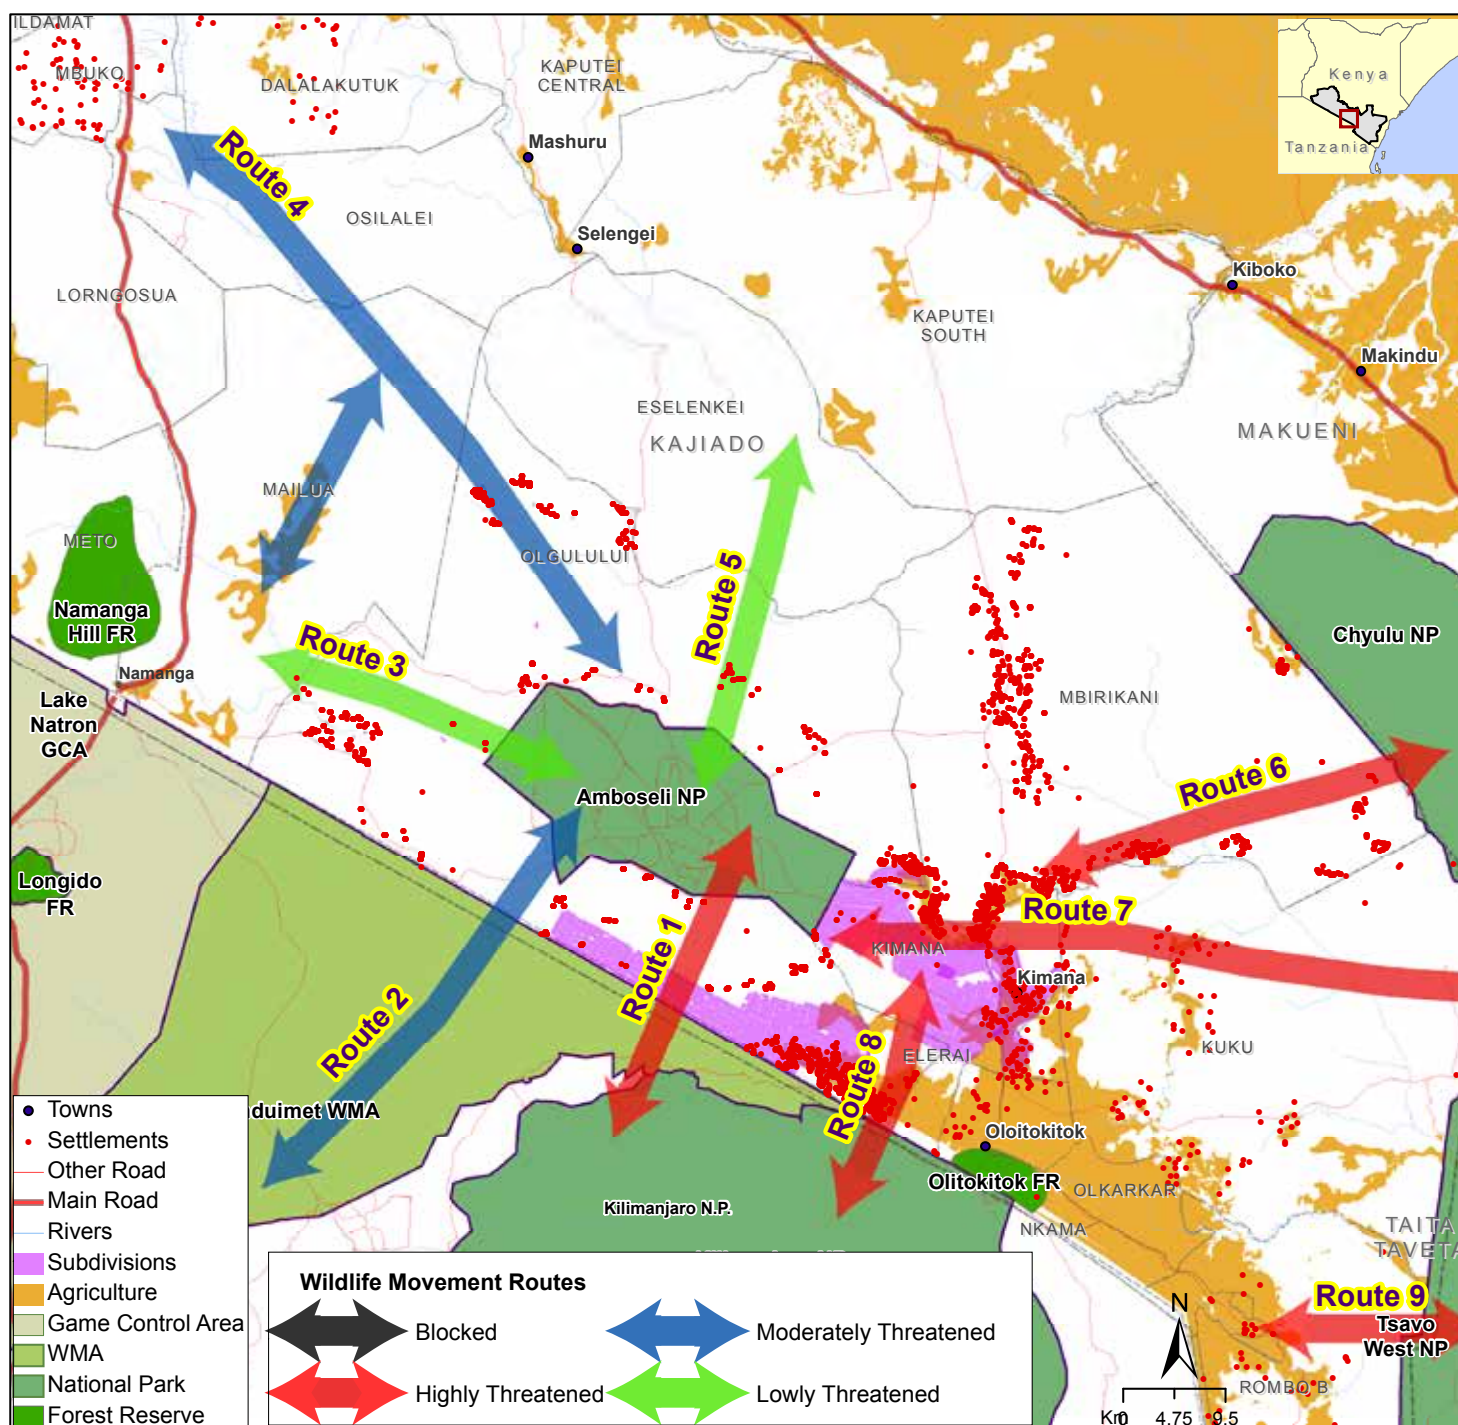 ILDAMAT
MBUKO
DALALAKUTUK
KAPUTEI
CENTRAL
Kenya
Tanzania
Mashuru
Route 4
OSILALEI
Selengei
LORNGOSUA
Kiboko
KAPUTEI
SOUTH
Makindu
ESELENKEI
KAJIADO
MAKUENI
MAILUA
METO
OLGULULUI
Route 5
Namanga
Hill FR
Route 3
Chyulu NP
Namanga
MBIRIKANI
Lake
Natron
GCA
Route 6
Amboseli NP
Longido
FR
Route 7
Route 1
KIMANA
Kimana
Route 2
Route 8
ELERAI
KUKU
nduimet WMA
Oloitokitok
Olitokitok FR
OLKARKAR
Kilimanjaro N.P.
NKAMA
TAITA
TAVETA
Route 9
Tsavo
West NP
ROMBO B
N
Km
0 4.75 9.5
Towns
Settlements
Other Road
Main Road
Rivers
Subdivisions
Agriculture
Game Control Area
WMA
National Park
Forest Reserve
Wildlife Movement Routes
Blocked
Moderately Threatened
Highly Threatened
Lowly Threatened